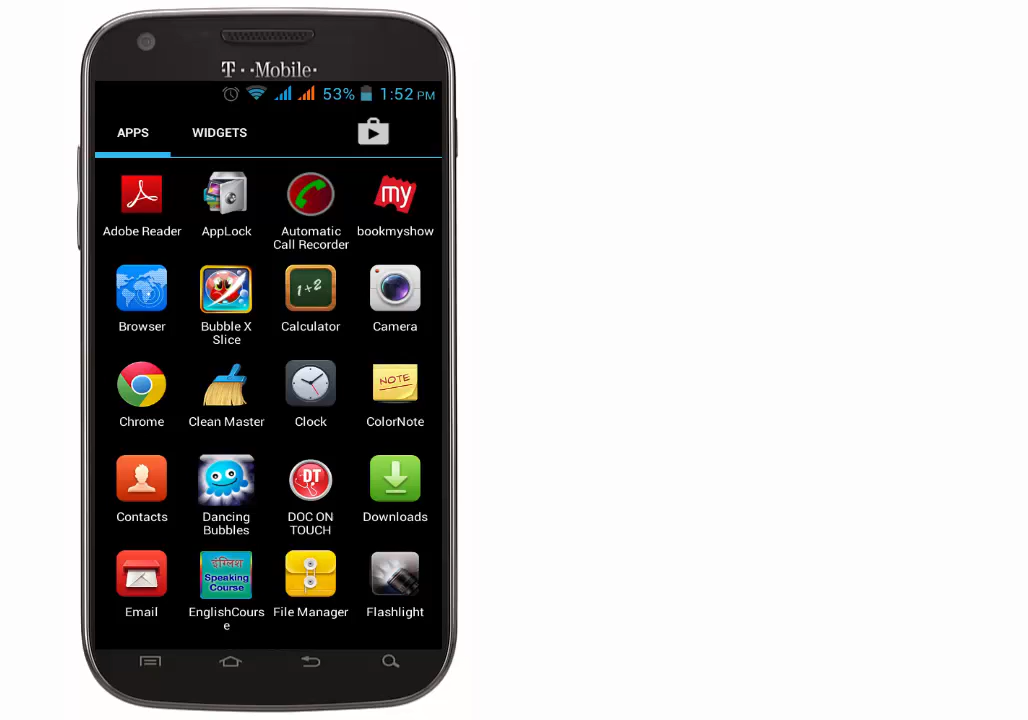 T··Mobile·
53% 1:52 PM
APPS WIDGETS
my
Adobe Reader AppLock Automatic Call Recorder bookmyshow
1+2
Browser Bubble X Slice Calculator Camera
NOTE
Chrome Clean Master Clock ColorNote
DT
Contacts Dancing Bubbles DOC ON TOUCH Downloads
इंग्लिश
Speaking
Course
Email EnglishCourse File Manager Flashlight